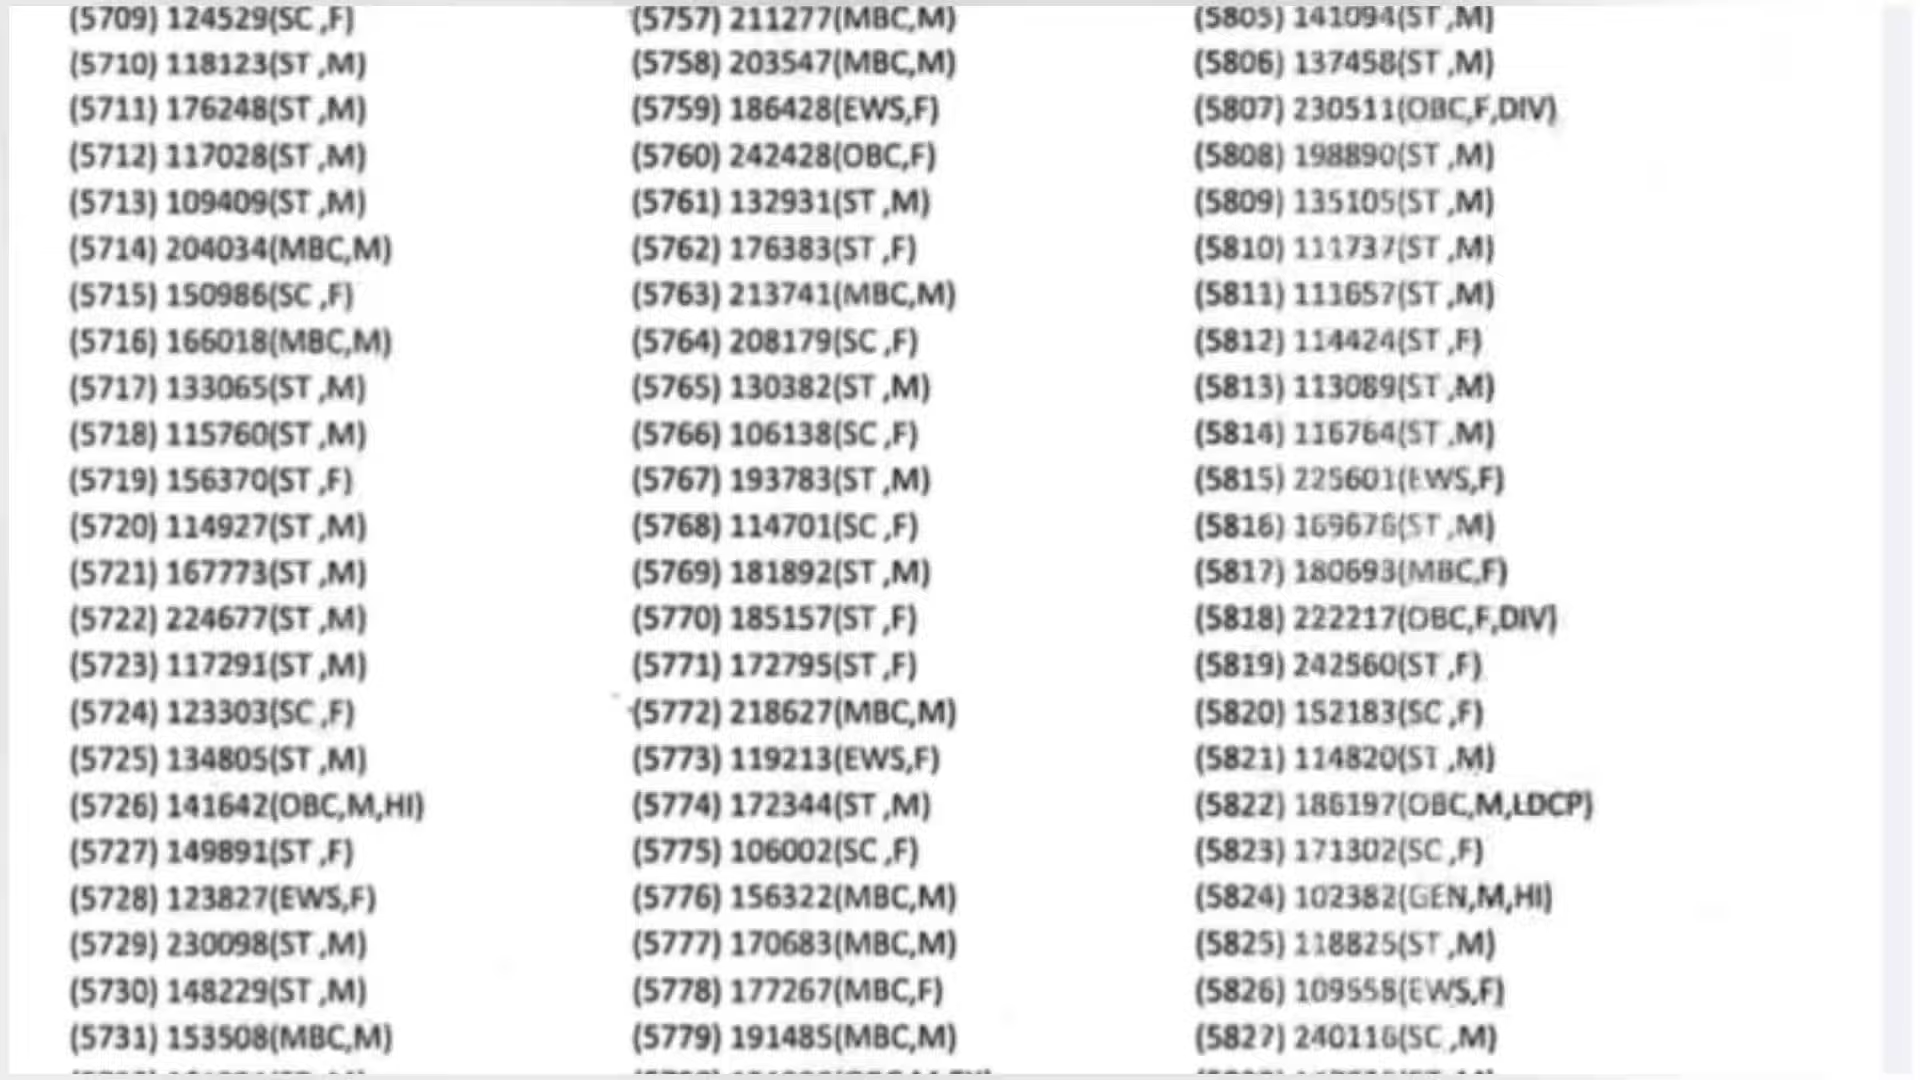 (5709) 124529(SC ,F)
(5710) 118123(ST ,M)
(5711) 176248(ST ,M)
(5712) 117028(ST ,M)
(5713) 109409(ST ,M)
(5714) 204034(MBC,M)
(5715) 150986(SC ,F)
(5716) 166018(MBC,M)
(5717) 133065(ST ,M)
(5718) 115760(ST ,M)
(5719) 156370(ST ,F)
(5720) 114927(ST ,M)
(5721) 167773(ST ,M)
(5722) 224677(ST ,M)
(5723) 117291(ST ,M)
(5724) 123303(SC ,F)
(5725) 134805(ST ,M)
(5726) 141642(OBC,M,HI)
(5727) 149891(ST ,F)
(5728) 123827(EWS,F)
(5729) 230098(ST ,M)
(5730) 148229(ST ,M)
(5731) 153508(MBC,M)
(5757) 211277(MBC,M)
(5758) 203547(MBC,M)
(5759) 186428(EWS,F)
(5760) 242428(OBC,F)
(5761) 132931(ST ,M)
(5762) 176383(ST ,F)
(5763) 213741(MBC,M)
(5764) 208179(SC ,F)
(5765) 130382(ST ,M)
(5766) 106138(SC ,F)
(5767) 193783(ST ,M)
(5768) 114701(SC ,F)
(5769) 181892(ST ,M)
(5770) 185157(ST ,F)
(5771) 172795(ST ,F)
(5772) 218627(MBC,M)
(5773) 119213(EWS,F)
(5774) 172344(ST ,M)
(5775) 106002(SC ,F)
(5776) 156322(MBC,M)
(5777) 170683(MBC,M)
(5778) 177267(MBC,F)
(5779) 191485(MBC,M)
(5805) 141094(ST ,M)
(5806) 137458(ST ,M)
(5807) 230511(OBC,F,DIV)
(5808) 198890(ST ,M)
(5809) 135105(ST ,M)
(5810) 111737(ST ,M)
(5811) 111657(ST ,M)
(5812) 114424(ST ,F)
(5813) 113089(ST ,M)
(5814) 116764(ST ,M)
(5815) 225601(EWS,F)
(5816) 169676(ST ,M)
(5817) 180693(MBC,F)
(5818) 222217(OBC,F,DIV)
(5819) 242560(ST ,F)
(5820) 152183(SC ,F)
(5821) 114820(ST ,M)
(5822) 186197(OBC,M,LDCP)
(5823) 171302(SC ,F)
(5824) 102382(GEN,M,HI)
(5825) 118825(ST ,M)
(5826) 109558(EWS,F)
(5827) 240116(SC ,M)